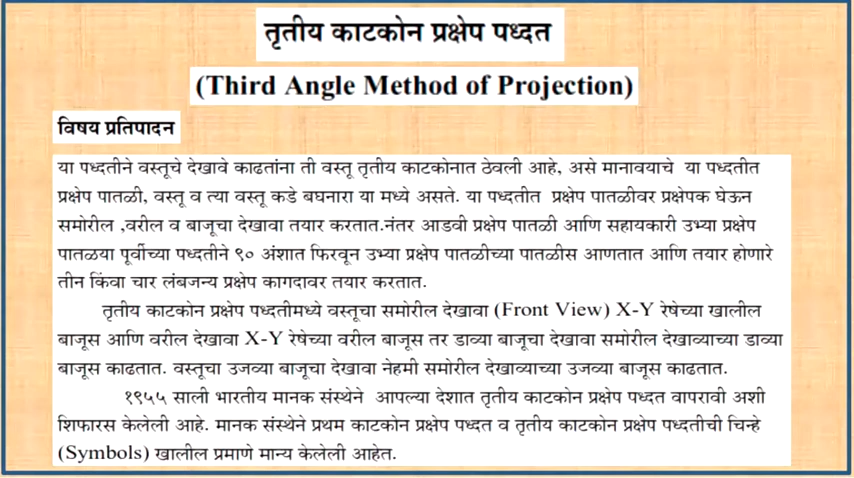 तृतीय काटकोन प्रक्षेप पध्दत
(Third Angle Method of Projection)
विषय प्रतिपादन
या पध्दतीने वस्तूचे देखावे काढतांना ती वस्तू तृतीय काटकोनात ठेवली आहे, असे मानावयाचे या पध्दतीत
प्रक्षेप पातळी, वस्तू व त्या वस्तू कडे बघनारा या मध्ये असते. या पध्दतीत प्रक्षेप पातळीवर प्रक्षेपक घेऊन
समोरील ,वरील व बाजूचा देखावा तयार करतात.नंतर आडवी प्रक्षेप पातळी आणि सहायकारी उभ्या प्रक्षेप
पातळया पूर्वीच्या पध्दतीने ९० अंशात फिरवून उभ्या प्रक्षेप पातळीच्या पातळीस आणतात आणि तयार होणारे
तीन किंवा चार लंबजन्य प्रक्षेप कागदावर तयार करतात.
तृतीय काटकोन प्रक्षेप पध्दतीमध्ये वस्तूचा समोरील देखावा (Front View) X-Y रेषेच्या खालील
बाजूस आणि वरील देखावा X-Y रेषेच्या वरील बाजूस तर डाव्या बाजूचा देखावा समोरील देखाव्याच्या डाव्या
बाजूस काढतात. वस्तूचा उजव्या बाजूचा देखावा नेहमी समोरील देखाव्याच्या उजव्या बाजूस काढतात.
१९५५ साली भारतीय मानक संस्थेने आपल्या देशात तृतीय काटकोन प्रक्षेप पध्दत वापरावी अशी
शिफारस केलेली आहे. मानक संस्थेने प्रथम काटकोन प्रक्षेप पध्दत व तृतीय काटकोन प्रक्षेप पध्दतीची चिन्हे
(Symbols) खालील प्रमाणे मान्य केलेली आहेत.